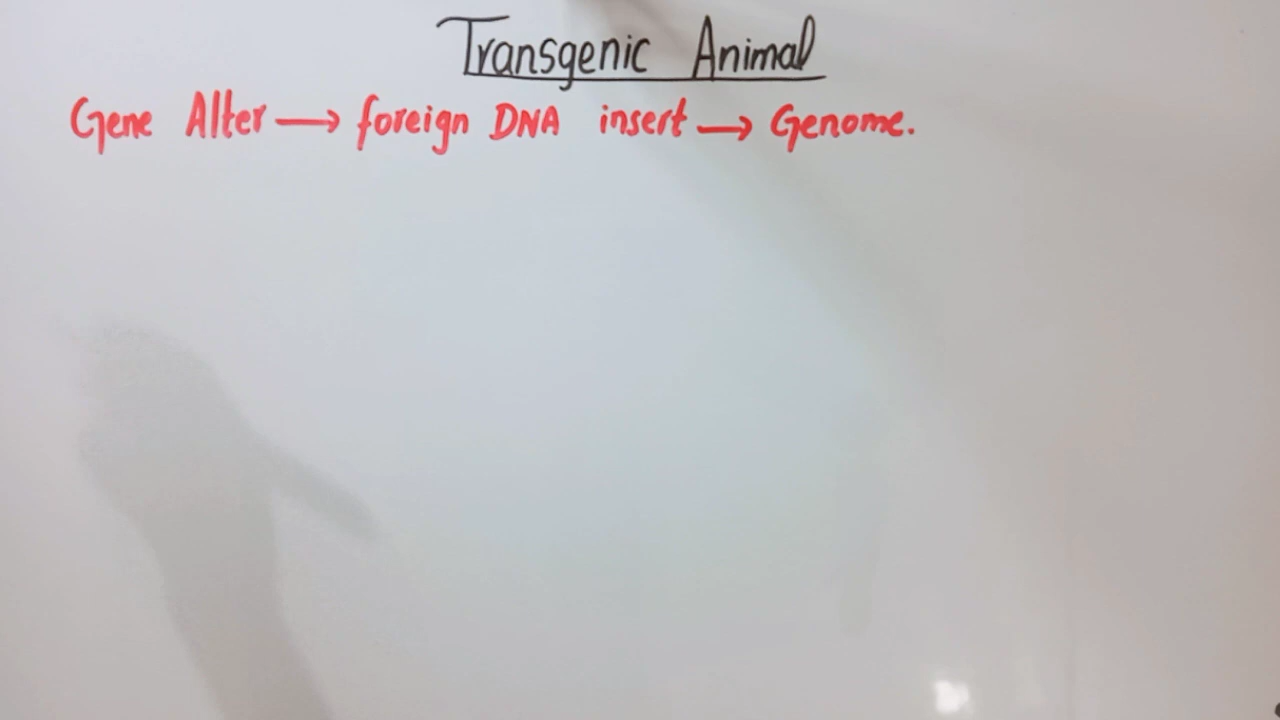 Transgenic Animal
Gene Alter → foreign DNA insert → Genome.